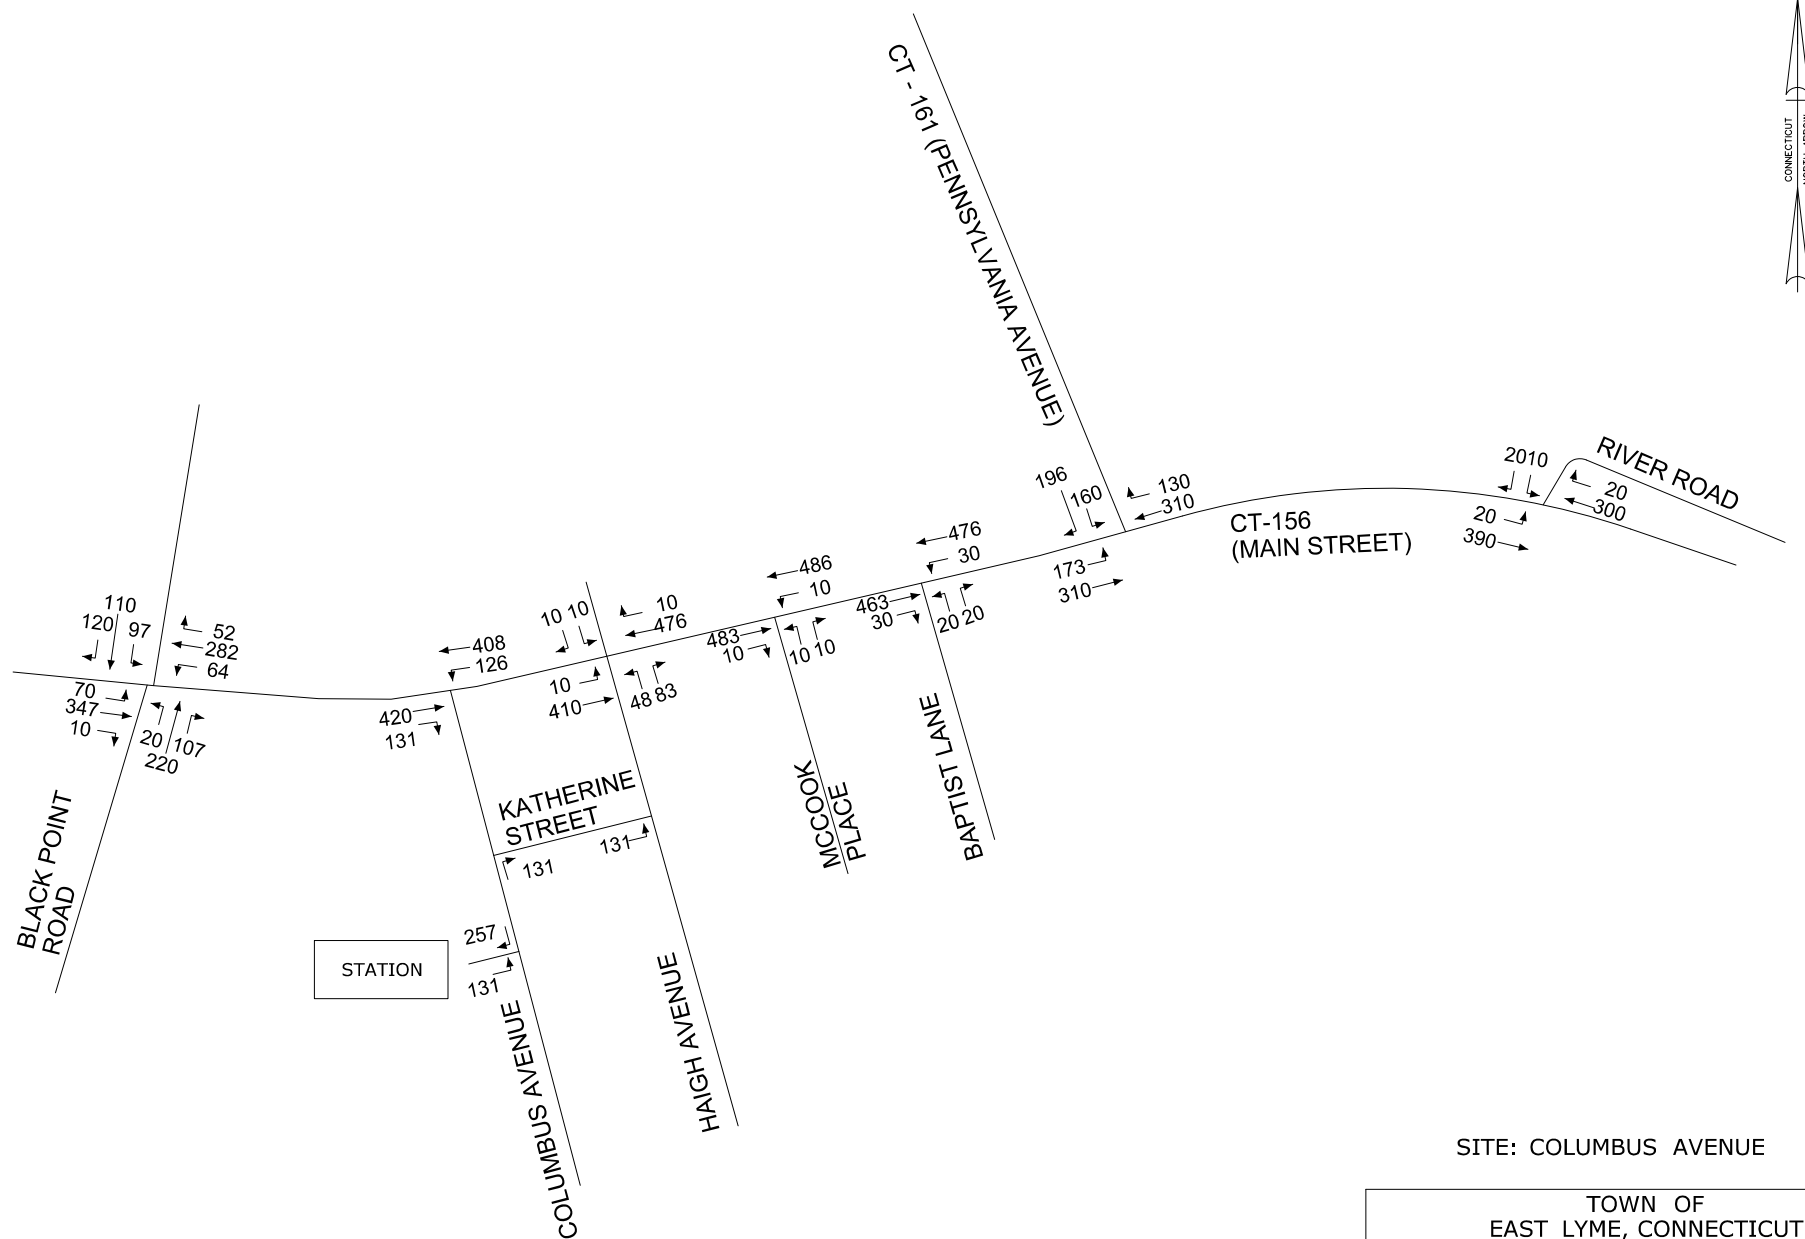 CONNECTICUT
CT - 161 (PENNSYLVANIA AVENUE)
RIVER ROAD
2010
20
300
20
390
CT-156
(MAIN STREET)
196
160
130
310
173
310
476
30
463
30
20 20
486
10
483
10
10 10
10 10
10
476
10
410
48 83
408
126
420
131
110
120 97
52
282
64
70
347
10
20 107
220
BLACK POINT
ROAD
KATHERINE
STREET
131
131
MCCOOK
PLACE
BAPTIST LANE
257
131
STATION
COLUMBUS AVENUE
HAIGH AVENUE
SITE: COLUMBUS AVENUE
TOWN OF
EAST LYME, CONNECTICUT